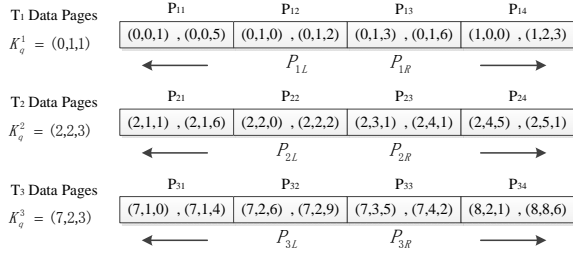 P11 P12 P13 P14
T1 Data Pages
(0,0,1) , (0,0,5) (0,1,0) , (0,1,2) (0,1,3) , (0,1,6) (1,0,0) , (1,2,3)
K_q^1 = (0,1,1)
P1L P1R
P21 P22 P23 P24
T2 Data Pages
(2,1,1) , (2,1,6) (2,2,0) , (2,2,2) (2,3,1) , (2,4,1) (2,4,5) , (2,5,1)
K_q^2 = (2,2,3)
P2L P2R
P31 P32 P33 P34
T3 Data Pages
(7,1,0) , (7,1,4) (7,2,6) , (7,2,9) (7,3,5) , (7,4,2) (8,2,1) , (8,8,6)
K_q^3 = (7,2,3)
P3L P3R